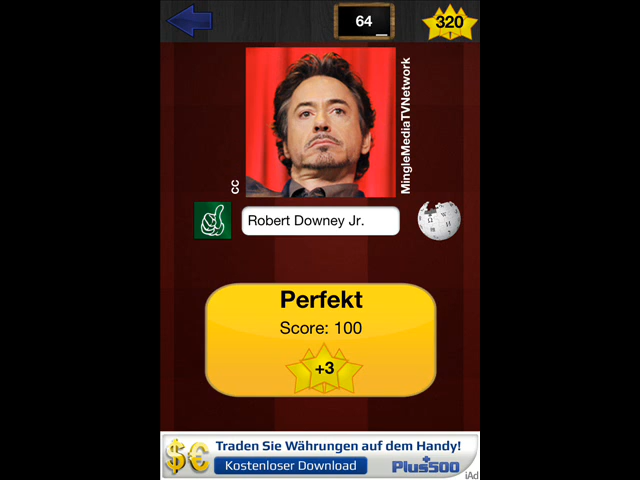 64
320
CC
MingleMediaTVNetwork
Robert Downey Jr.
Perfekt
Score: 100
+3
$€
Traden Sie Währungen auf dem Handy!
Kostenloser Download
Plus500
iAd